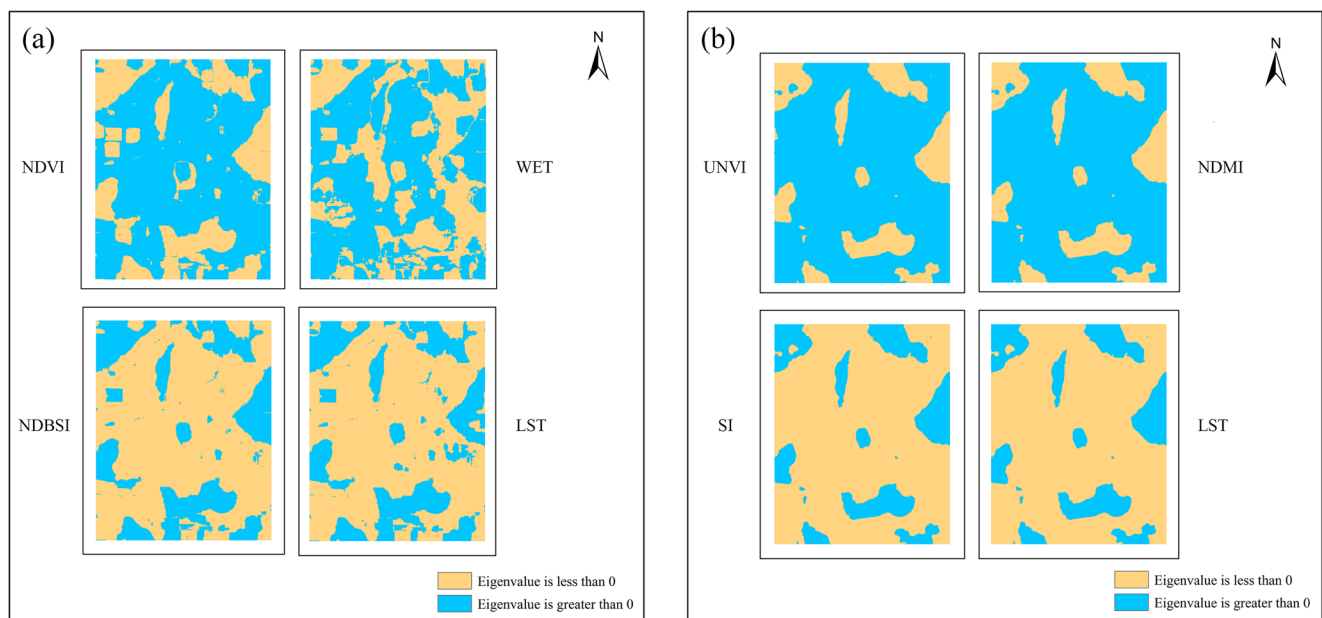 (a)
N
NDVI
WET
NDBSI
LST
Eigenvalue is less than 0
Eigenvalue is greater than 0
(b)
N
UNVI
NDMI
SI
LST
Eigenvalue is less than 0
Eigenvalue is greater than 0